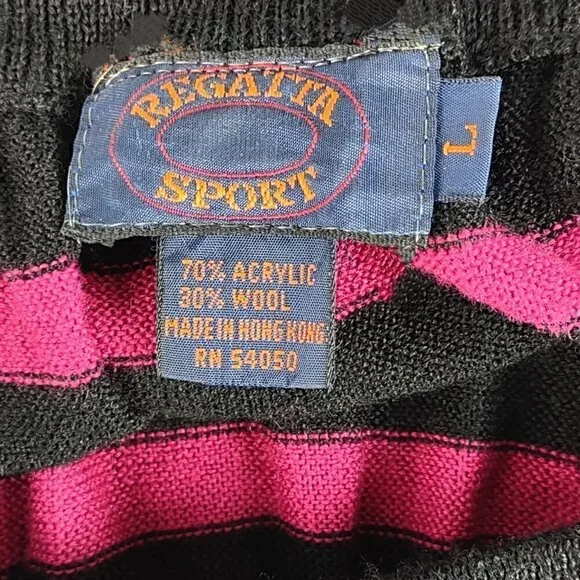 REGATTA
SPORT
L
70% ACRYLIC
30% WOOL
MADE IN HONG KONG
RN 54050